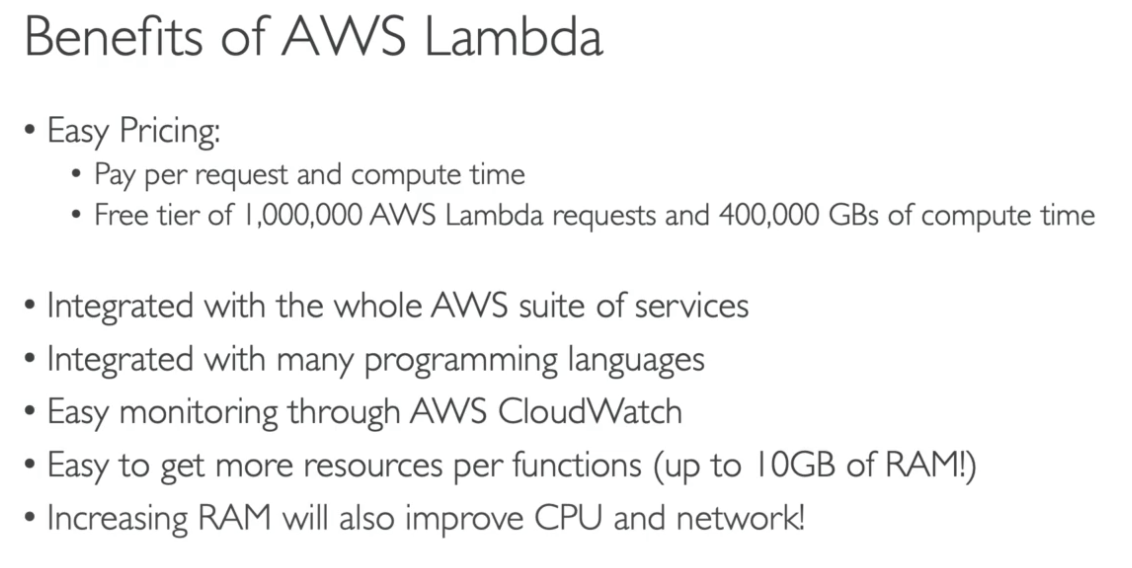 Benefits of AWS Lambda
• Easy Pricing:
• Pay per request and compute time
• Free tier of 1,000,000 AWS Lambda requests and 400,000 GBs of compute time
• Integrated with the whole AWS suite of services
• Integrated with many programming languages
• Easy monitoring through AWS CloudWatch
• Easy to get more resources per functions (up to 10GB of RAM!)
• Increasing RAM will also improve CPU and network!